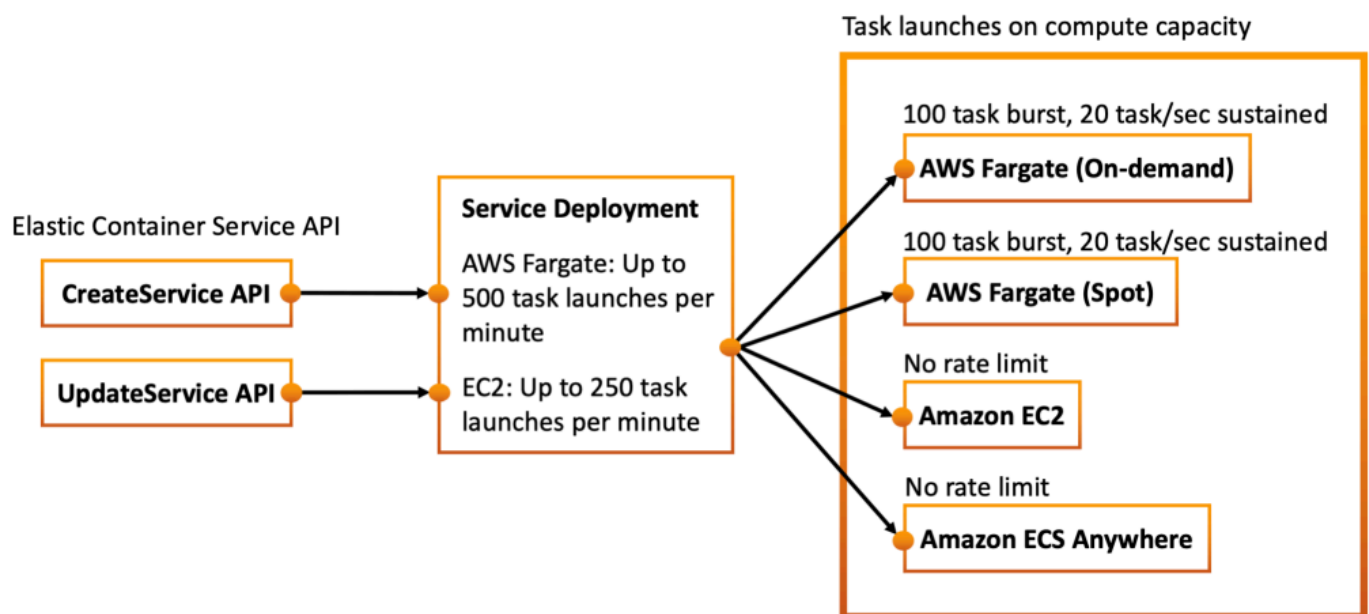 Task launches on compute capacity
100 task burst, 20 task/sec sustained
AWS Fargate (On-demand)
Service Deployment
Elastic Container Service API
AWS Fargate: Up to
500 task launches per
minute
CreateService API
100 task burst, 20 task/sec sustained
AWS Fargate (Spot)
No rate limit
UpdateService API
EC2: Up to 250 task
launches per minute
Amazon EC2
No rate limit
Amazon ECS Anywhere